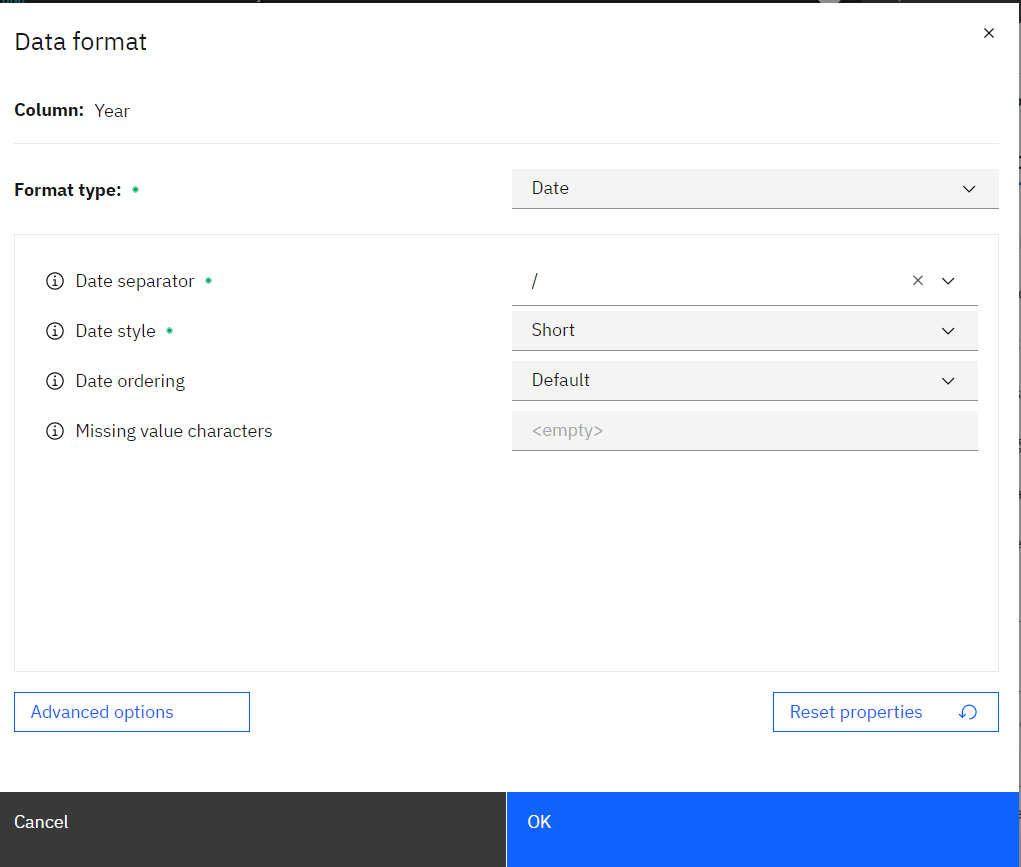 Data format
Column: Year
Format type: Date
Date separator /
Date style Short
Date ordering Default
Missing value characters <empty>
Advanced options Reset properties
Cancel OK